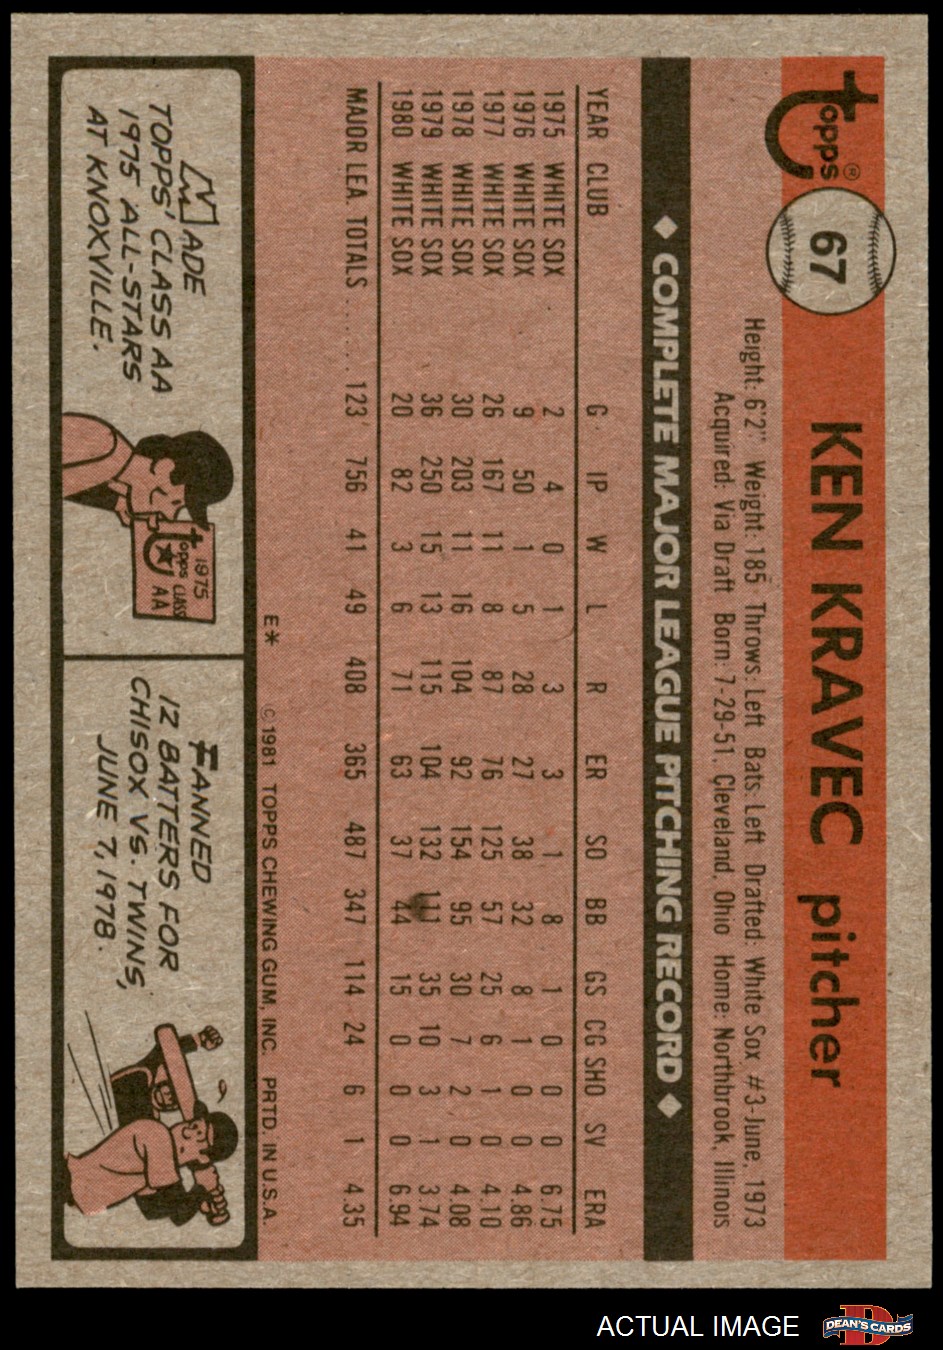 topps®
67
KEN KRAVEC pitcher
Height: 6'2" Weight: 185 Throws: Left Bats: Left Drafted: White Sox #3-June, 1973
Acquired: Via Draft Born: 7-29-51, Cleveland, Ohio Home: Northbrook, Illinois
◆ COMPLETE MAJOR LEAGUE PITCHING RECORD ◆
YEAR CLUB G IP W L R ER SO BB GS CG SHO SV ERA
1975 WHITE SOX 2 4 0 1 3 3 1 8 1 0 0 0 6.75
1976 WHITE SOX 9 50 1 5 28 27 38 32 8 1 0 0 4.86
1977 WHITE SOX 26 167 11 8 87 76 125 57 25 6 1 0 4.10
1978 WHITE SOX 30 203 11 16 104 92 154 95 30 7 2 0 4.08
1979 WHITE SOX 36 250 15 13 115 104 132 111 35 10 3 1 3.74
1980 WHITE SOX 20 82 3 6 71 63 37 44 15 0 0 0 6.94
MAJOR LEA. TOTALS ..... 123 756 41 49 408 365 487 347 114 24 6 1 4.35
E* © 1981 TOPPS CHEWING GUM, INC. PRTD. IN U.S.A.
MADE
TOPPS' CLASS AA
1975 ALL-STARS
AT KNOXVILLE.
1975
topps CLASS
AA
FANNED
12 BATTERS FOR
CHISOX VS. TWINS,
JUNE 7, 1978.
ACTUAL IMAGE
DEAN'S CARDS